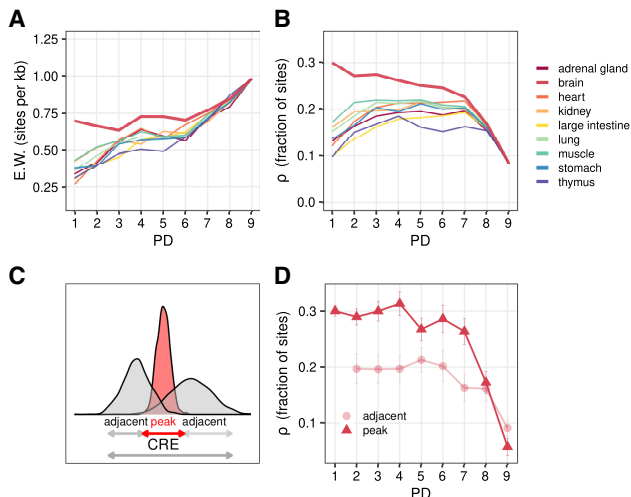 A
E.W. (sites per kb)
1.25
1.00
0.75
0.50
0.25
1 2 3 4 5 6 7 8 9
PD
B
ρ (fraction of sites)
0.3
0.2
0.1
0.0
1 2 3 4 5 6 7 8 9
PD
adrenal gland
brain
heart
kidney
large intestine
lung
muscle
stomach
thymus
C
adjacent peak adjacent
CRE
D
ρ (fraction of sites)
0.3
0.2
0.1
adjacent
peak
1 2 3 4 5 6 7 8 9
PD